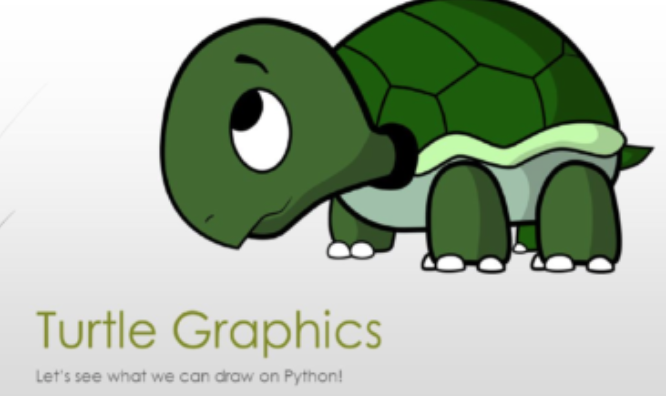 Turtle Graphics
Let's see what we can draw on Python!